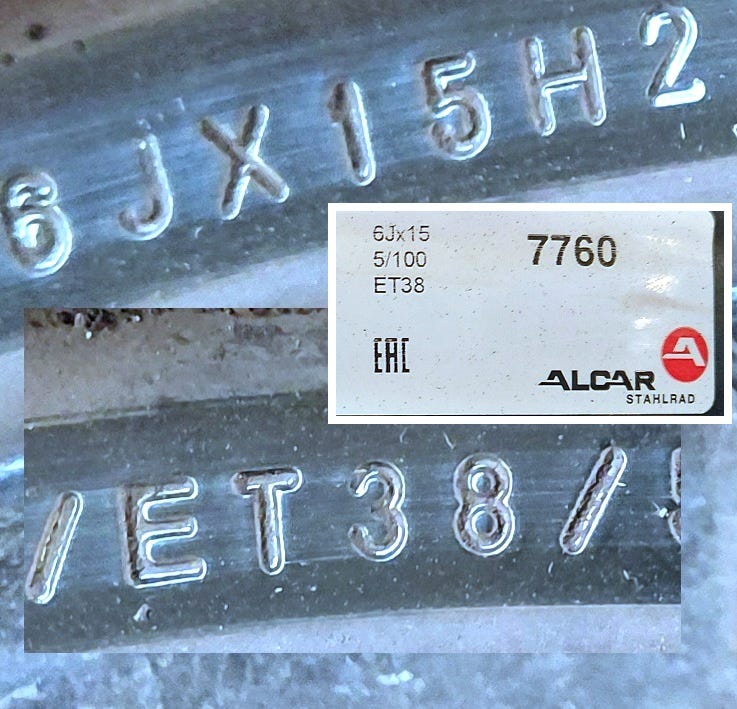 6JX15H2
6Jx15
5/100
ET38
7760
EAC
ALCAR
STAHLRAD
/ET38/